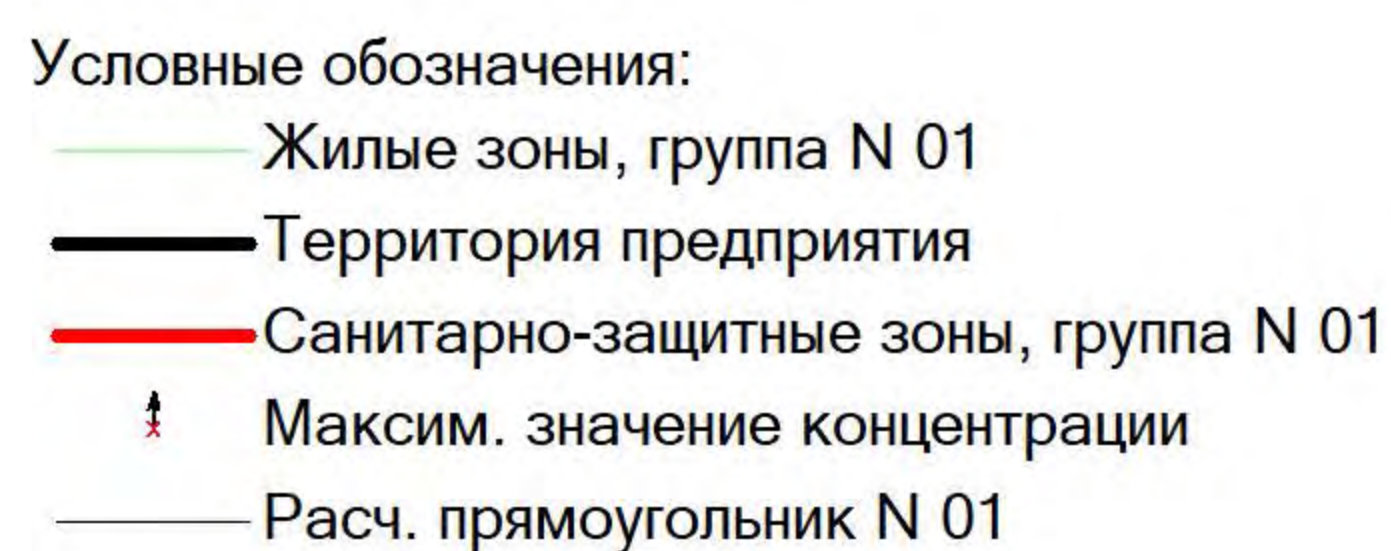 Условные обозначения:
Жилые зоны, группа N 01
Территория предприятия
Санитарно-защитные зоны, группа N 01
Максим. значение концентрации
Расч. прямоугольник N 01